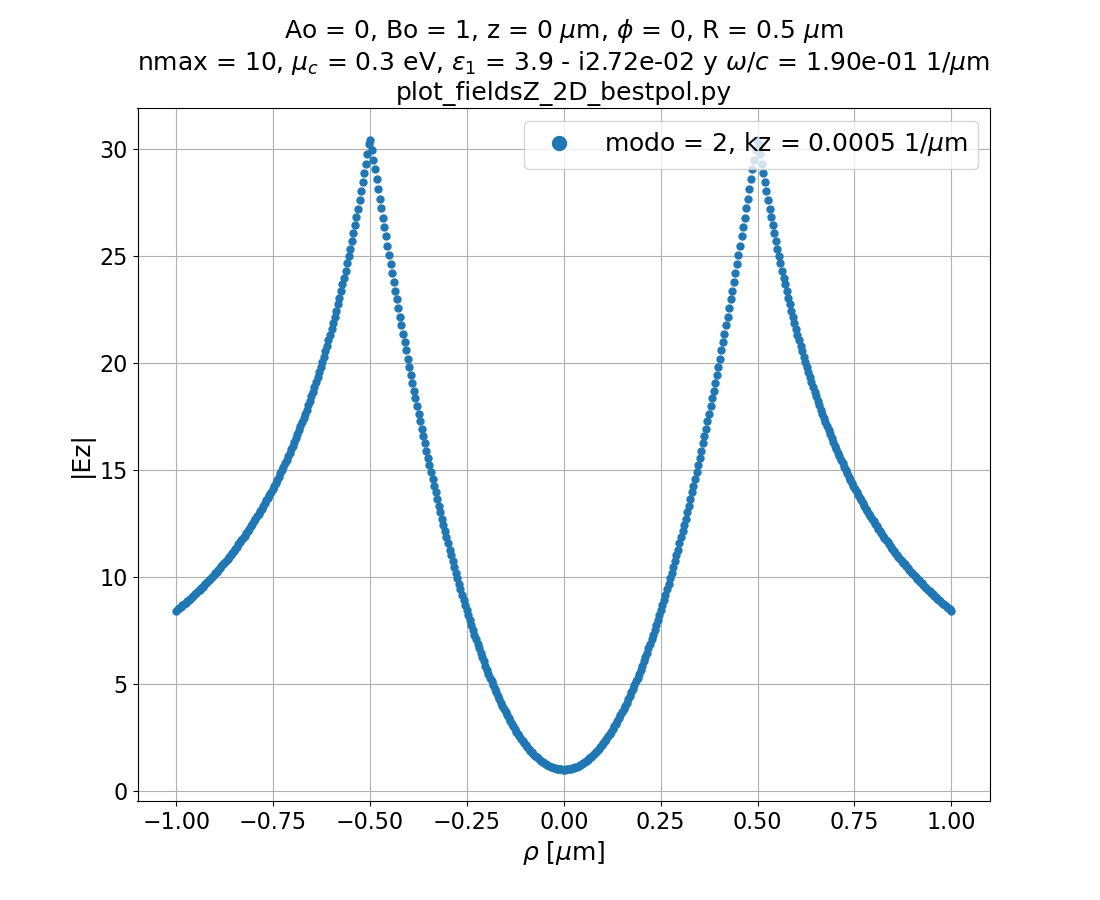 Ao = 0, Bo = 1, z = 0 μm, ϕ = 0, R = 0.5 μm
nmax = 10, μc = 0.3 eV, ε1 = 3.9 - i2.72e-02 y ω/c = 1.90e-01 1/μm
plot_fieldsZ_2D_bestpol.py
modo = 2, kz = 0.0005 1/μm
|Ez|
30
25
20
15
10
5
0
−1.00 −0.75 −0.50 −0.25 0.00 0.25 0.50 0.75 1.00
ρ [μm]